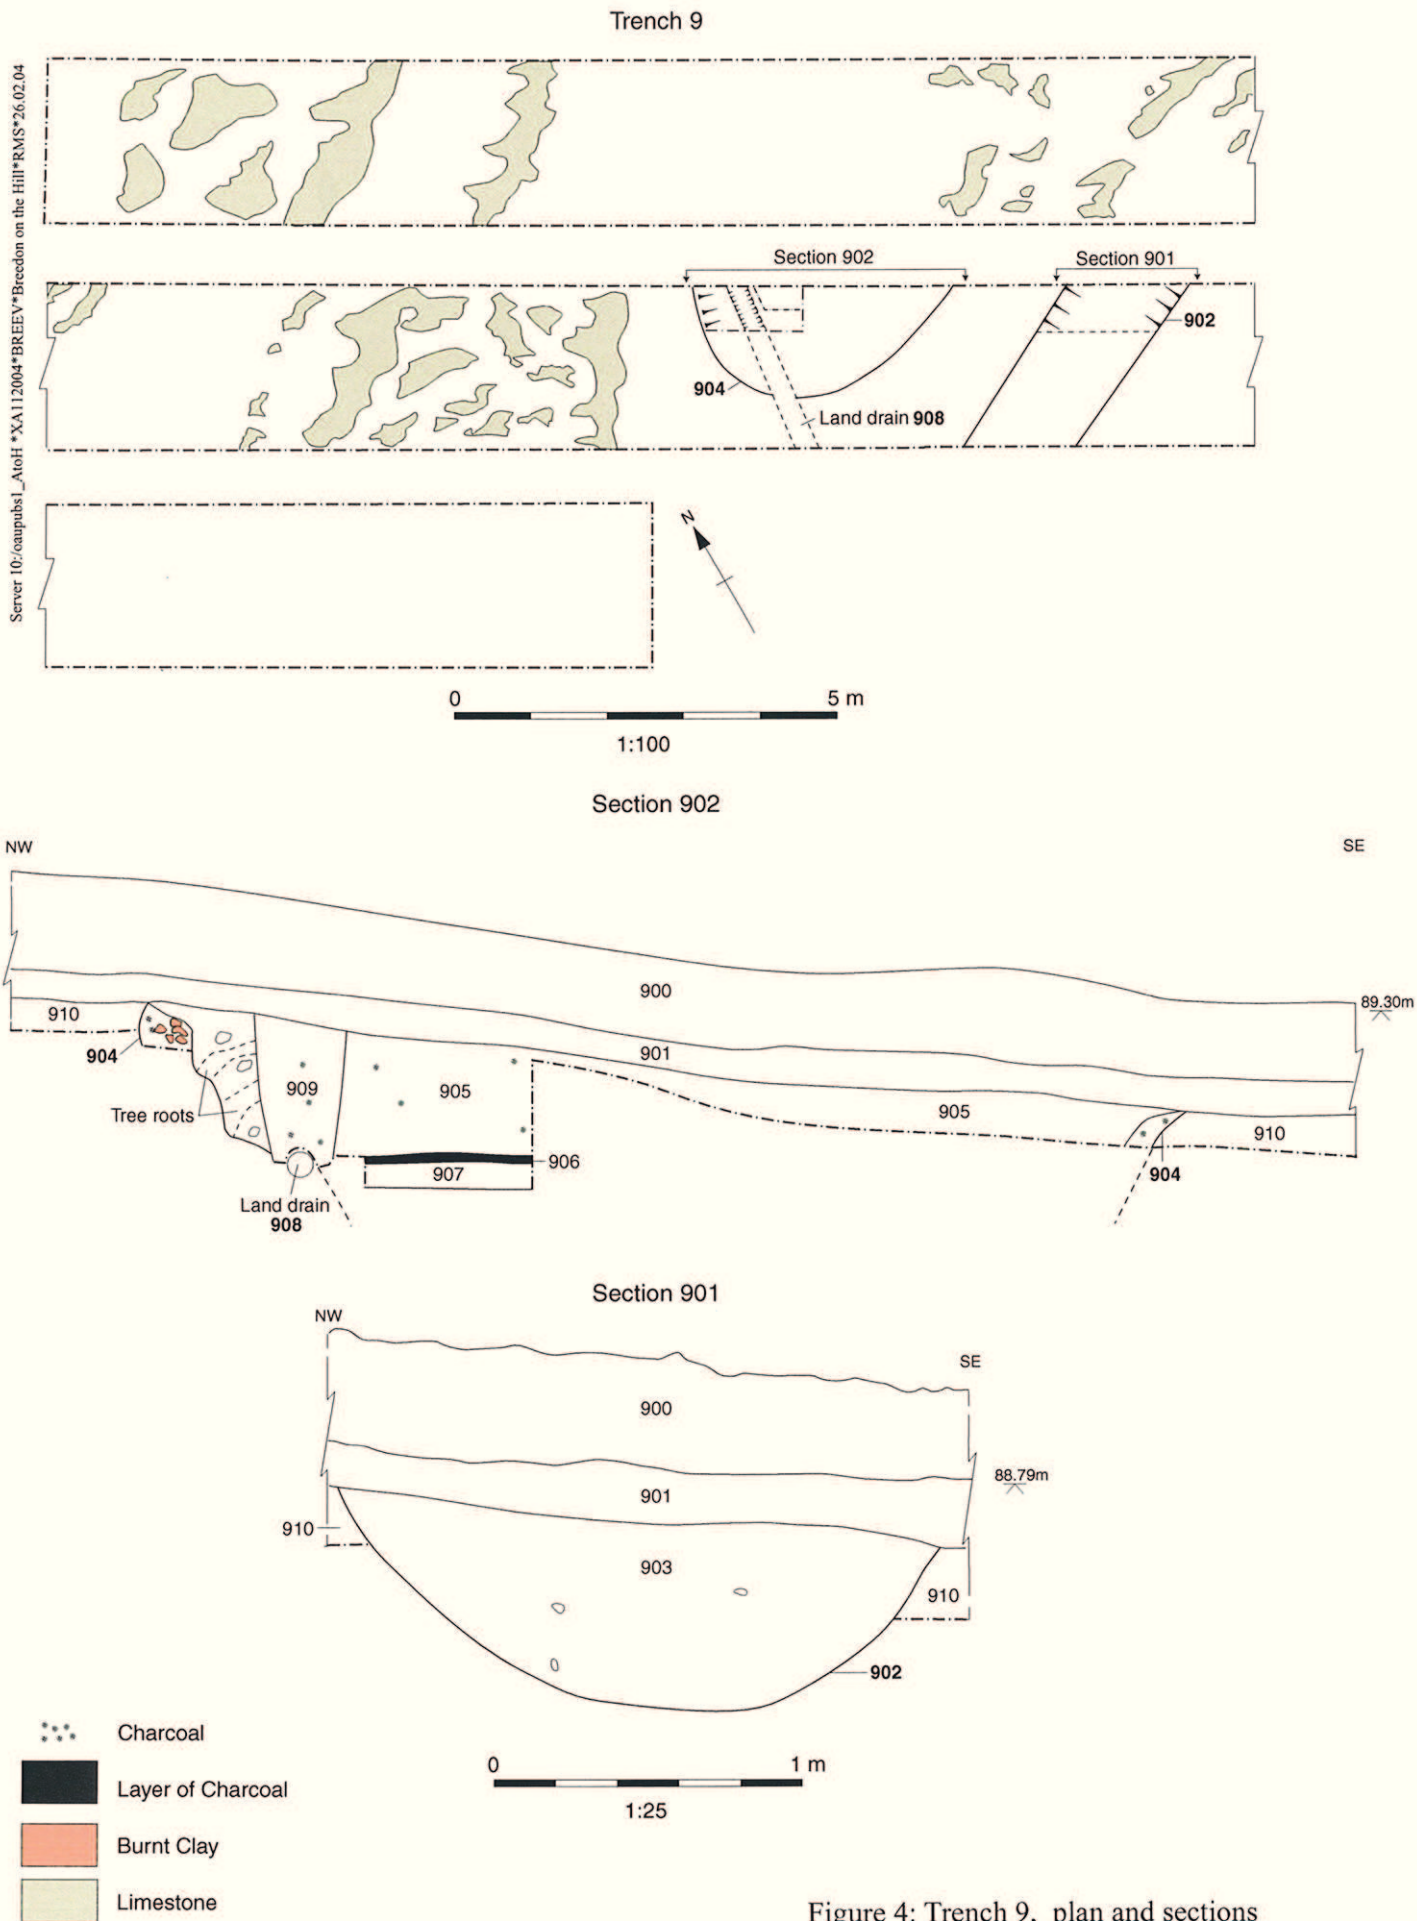 Trench 9
Server 10:/oaupubs1_AtoH *XA112004*BREEV*Breedon on the Hill*RMS*26.02.04
Section 902
Section 901
902
904
Land drain 908
N
0 5 m
1:100
Section 902
NW
SE
900
89.30m
910
901
904
909
905
905
Tree roots
910
906
904
907
Land drain
908
Section 901
NW
SE
900
88.79m
901
910
903
910
902
Charcoal
0 1 m
Layer of Charcoal
1:25
Burnt Clay
Limestone
Figure 4: Trench 9, plan and sections